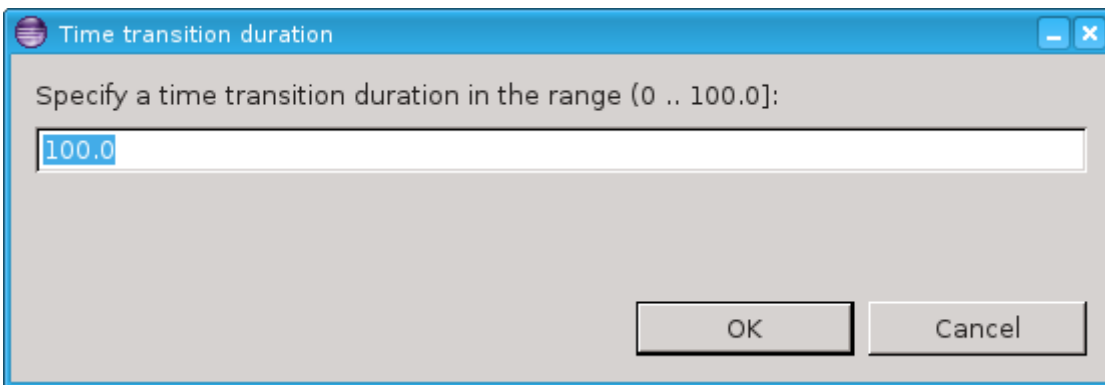 Time transition duration
Specify a time transition duration in the range (0 .. 100.0]:
100.0
OK Cancel